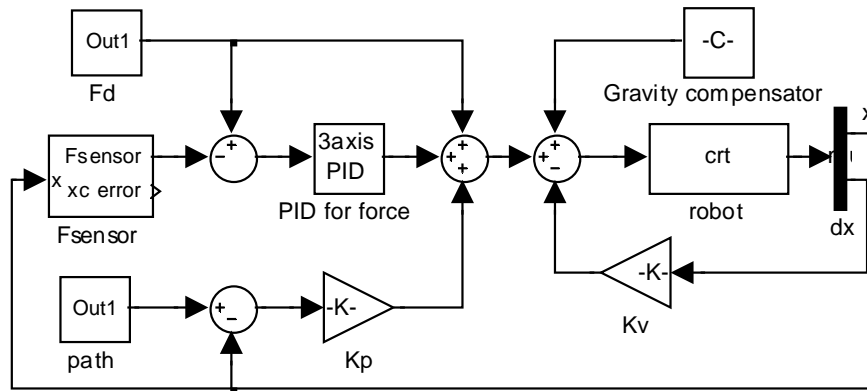 Out1
Fd
-C-
Gravity compensator
Fsensor
x
xc error
Fsensor
3axis
PID
PID for force
crt
robot
x
dx
Out1
path
-K-
Kp
-K-
Kv